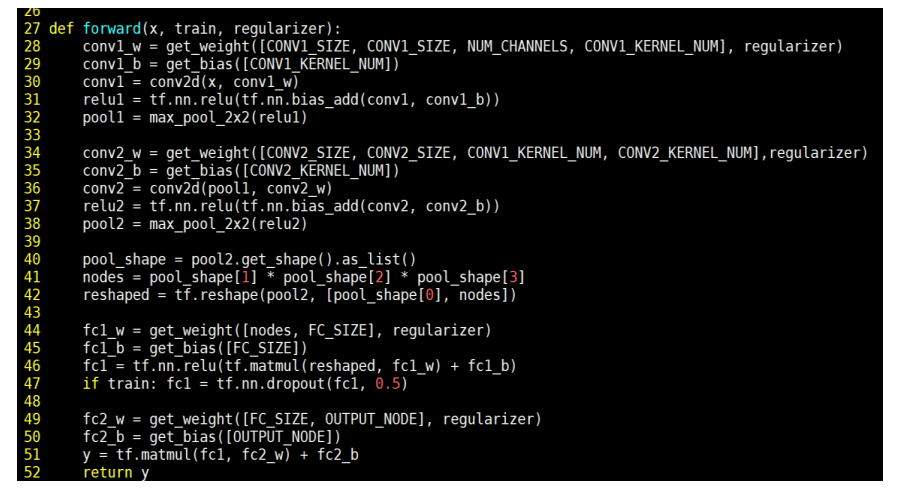 26
27 def forward(x, train, regularizer):
28     conv1_w = get_weight([CONV1_SIZE, CONV1_SIZE, NUM_CHANNELS, CONV1_KERNEL_NUM], regularizer)
29     conv1_b = get_bias([CONV1_KERNEL_NUM])
30     conv1 = conv2d(x, conv1_w)
31     relu1 = tf.nn.relu(tf.nn.bias_add(conv1, conv1_b))
32     pool1 = max_pool_2x2(relu1)
33
34     conv2_w = get_weight([CONV2_SIZE, CONV2_SIZE, CONV1_KERNEL_NUM, CONV2_KERNEL_NUM],regularizer)
35     conv2_b = get_bias([CONV2_KERNEL_NUM])
36     conv2 = conv2d(pool1, conv2_w)
37     relu2 = tf.nn.relu(tf.nn.bias_add(conv2, conv2_b))
38     pool2 = max_pool_2x2(relu2)
39
40     pool_shape = pool2.get_shape().as_list()
41     nodes = pool_shape[1] * pool_shape[2] * pool_shape[3]
42     reshaped = tf.reshape(pool2, [pool_shape[0], nodes])
43
44     fc1_w = get_weight([nodes, FC_SIZE], regularizer)
45     fc1_b = get_bias([FC_SIZE])
46     fc1 = tf.nn.relu(tf.matmul(reshaped, fc1_w) + fc1_b)
47     if train: fc1 = tf.nn.dropout(fc1, 0.5)
48
49     fc2_w = get_weight([FC_SIZE, OUTPUT_NODE], regularizer)
50     fc2_b = get_bias([OUTPUT_NODE])
51     y = tf.matmul(fc1, fc2_w) + fc2_b
52     return y